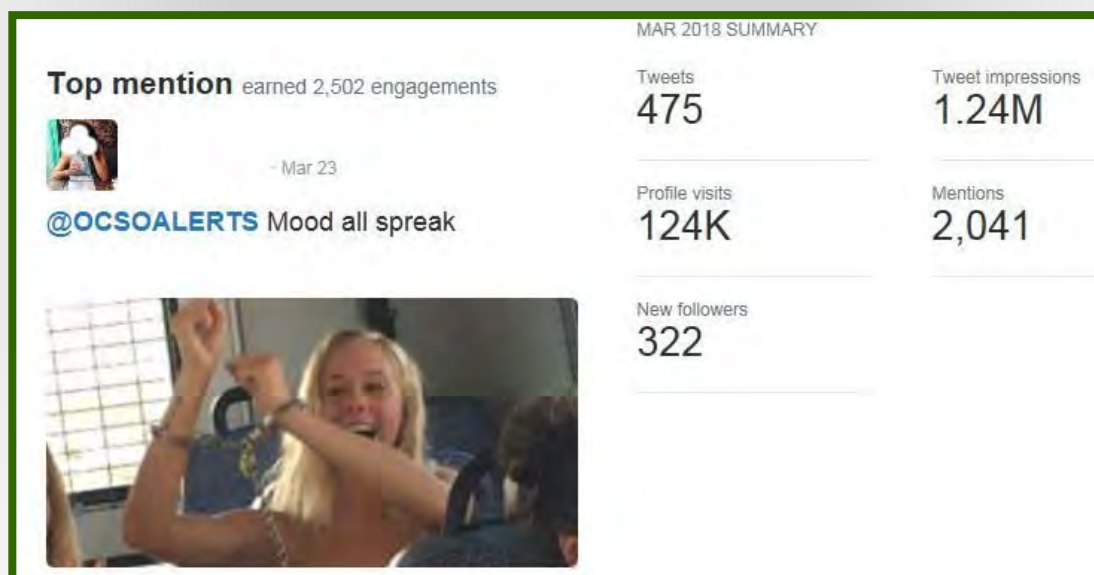 Top mention earned 2,502 engagements
- Mar 23
@OCSOALERTS Mood all spreak
MAR 2018 SUMMARY
Tweets
475
Tweet impressions
1.24M
Profile visits
124K
Mentions
2,041
New followers
322